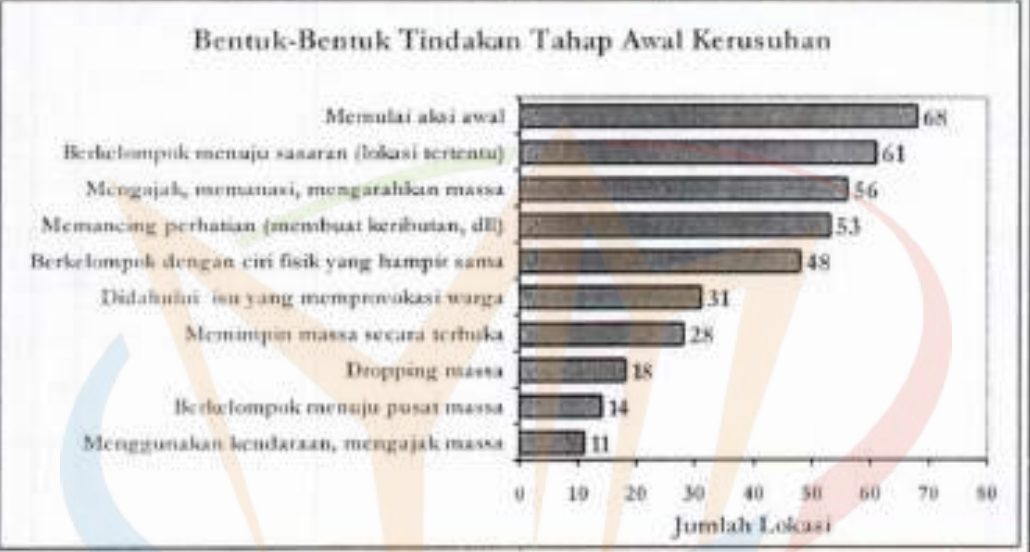 Bentuk-Bentuk Tindakan Tahap Awal Kerusuhan
Memulai aksi awal 68
Berkelompok menuju sasaran (lokasi tertentu) 61
Mengajak, memanasi, mengarahkan massa 56
Memancing perhatian (membuat keributan, dll) 53
Berkelompok dengan ciri fisik yang hampir sama 48
Didahului isu yang memprovokasi warga 31
Memimpin massa secara terbuka 28
Dropping massa 18
Berkelompok menuju pusat massa 14
Menggunakan kendaraan, mengajak massa 11
0 10 20 30 40 50 60 70 80
Jumlah Lokasi